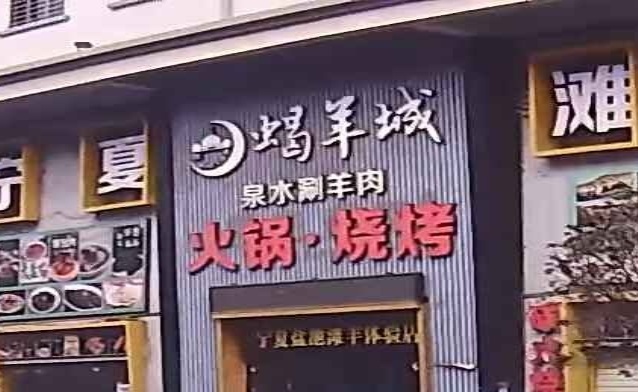 蝎羊城
泉水涮羊肉
火锅·烧烤
宁夏
滩
宁夏盐池滩羊体验店